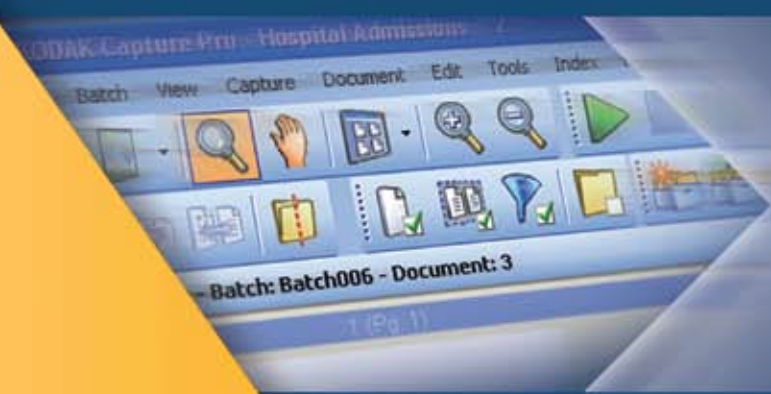 KODAK Capture Pro - Hospital Admissions - 2
Batch View Capture Document Edit Tools Index
- Batch: Batch006 - Document: 3
1 (Pg. 1)